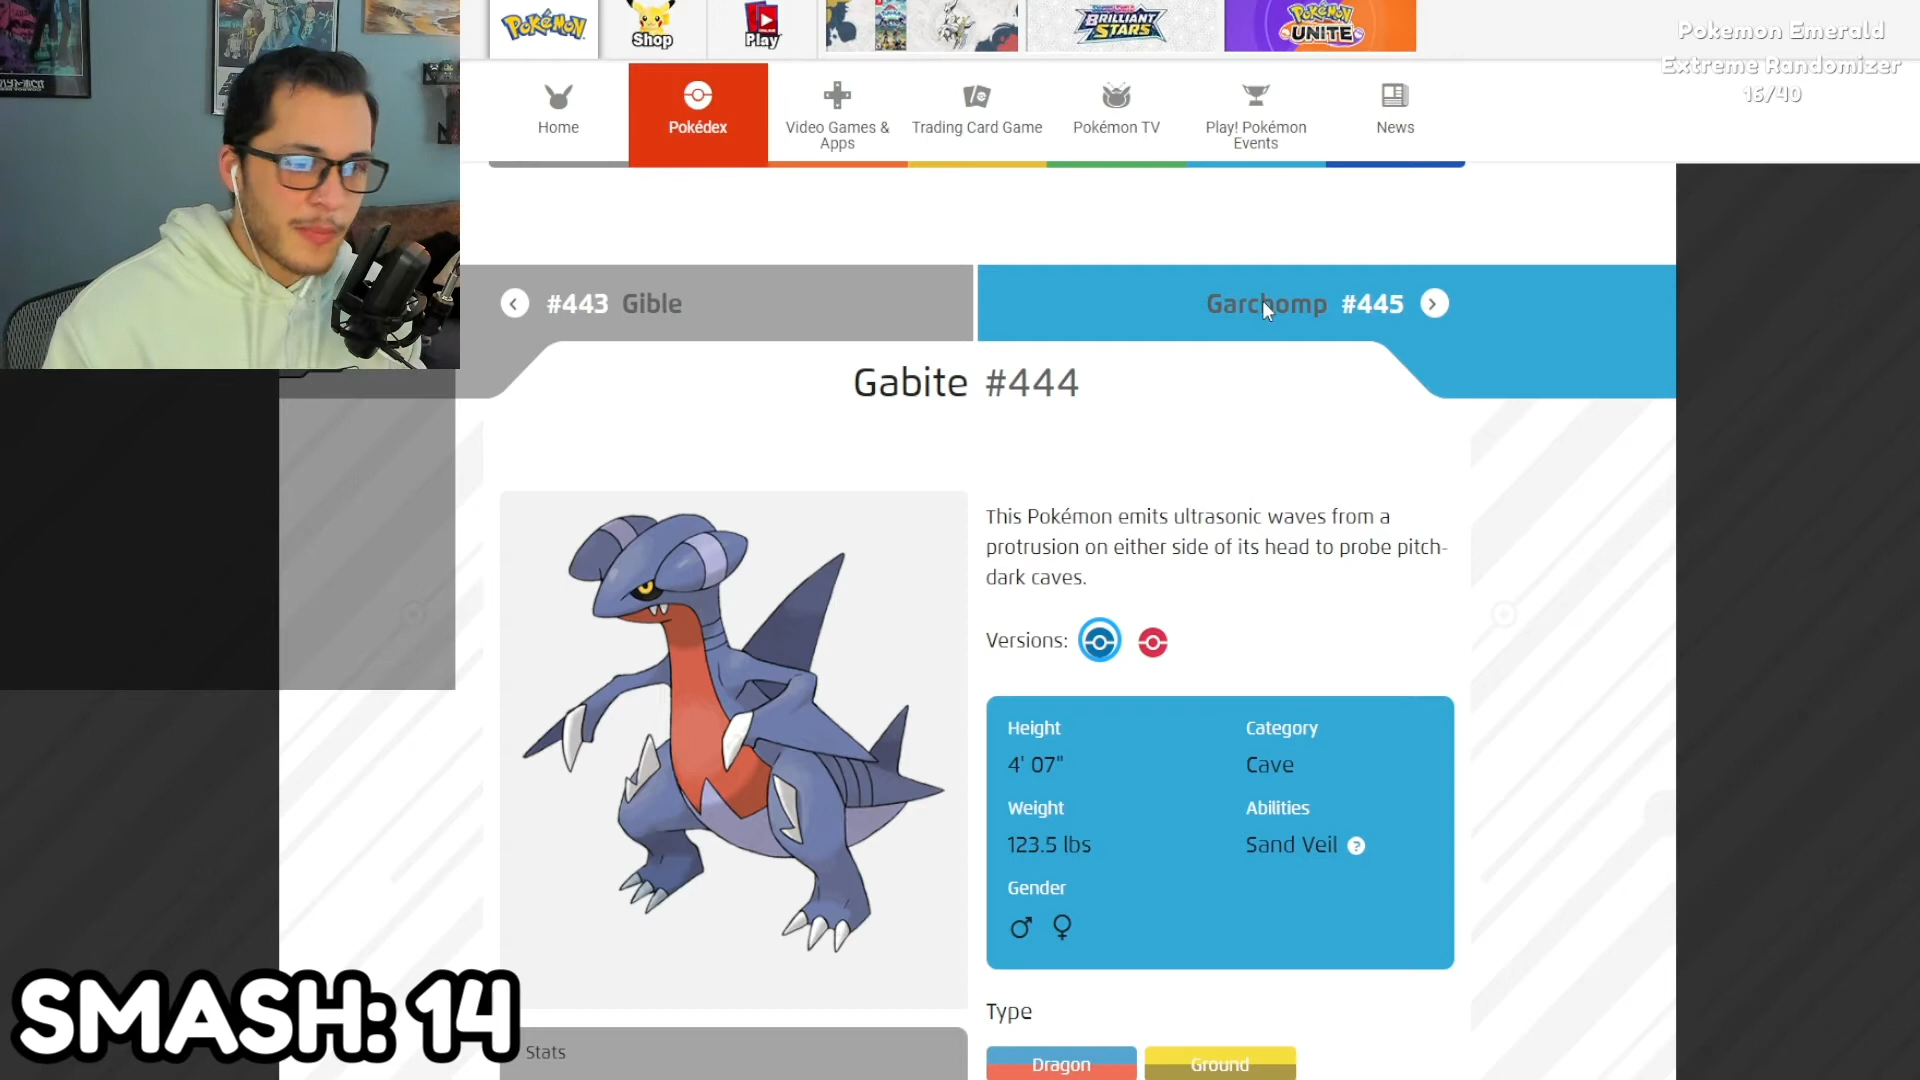 Pokémon
Shop
Play
BRILLIANT
STARS
Pokémon
UNITE
Pokemon Emerald
Extreme Randomizer
16/40
Home
Pokédex
Video Games &
Apps
Trading Card Game
Pokémon TV
Play! Pokémon
Events
News
#443 Gible
Garchomp #445
Gabite #444
This Pokémon emits ultrasonic waves from a
protrusion on either side of its head to probe pitch-
dark caves.
Versions:
Height
4' 07"
Category
Cave
Weight
123.5 lbs
Abilities
Sand Veil ?
Gender
Type
Dragon
Ground
Stats
SMASH: 14